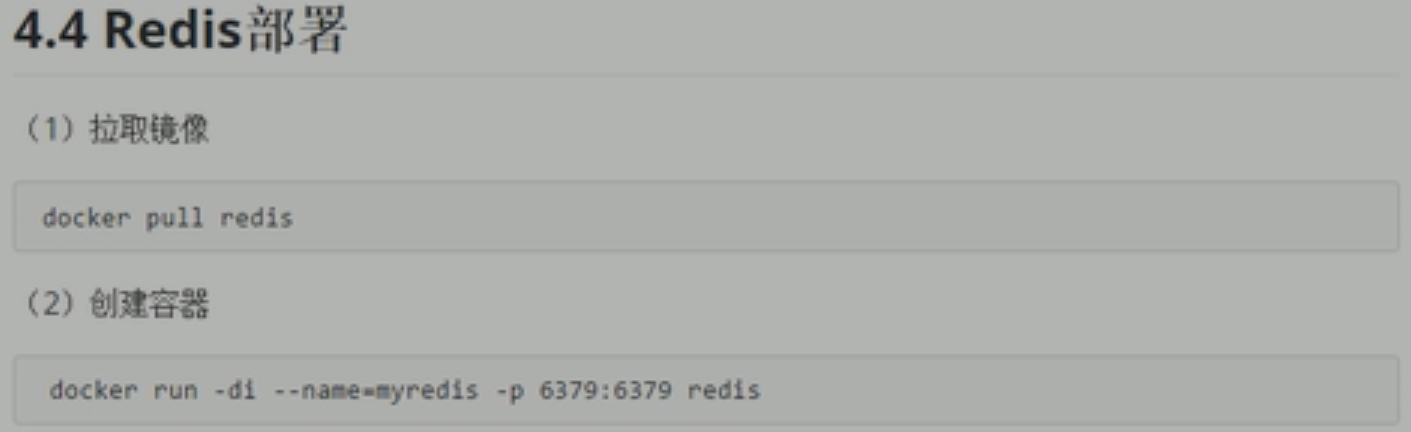 4.4 Redis部署
（1）拉取镜像
docker pull redis
（2）创建容器
docker run -di --name=myredis -p 6379:6379 redis